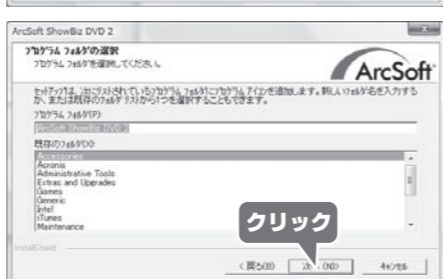 ArcSoft ShowBiz DVD 2
プログラム フォルダの選択
プログラム フォルダを選択してください。
ArcSoft
セットアップは、次にリストされているプログラム フォルダにプログラム アイコンを追加します。新しいフォルダ名を入力する
か、または既存のフォルダ リストから1つを選択することもできます。
プログラム フォルダ(P):
ArcSoft ShowBiz DVD 2
既存のフォルダ(X):
Accessories
Acronis
Administrative Tools
Extras and Upgrades
Games
Generic
Intel
iTunes
Maintenance
クリック
InstallShield
< 戻る(B)
次へ(N)>
キャンセル